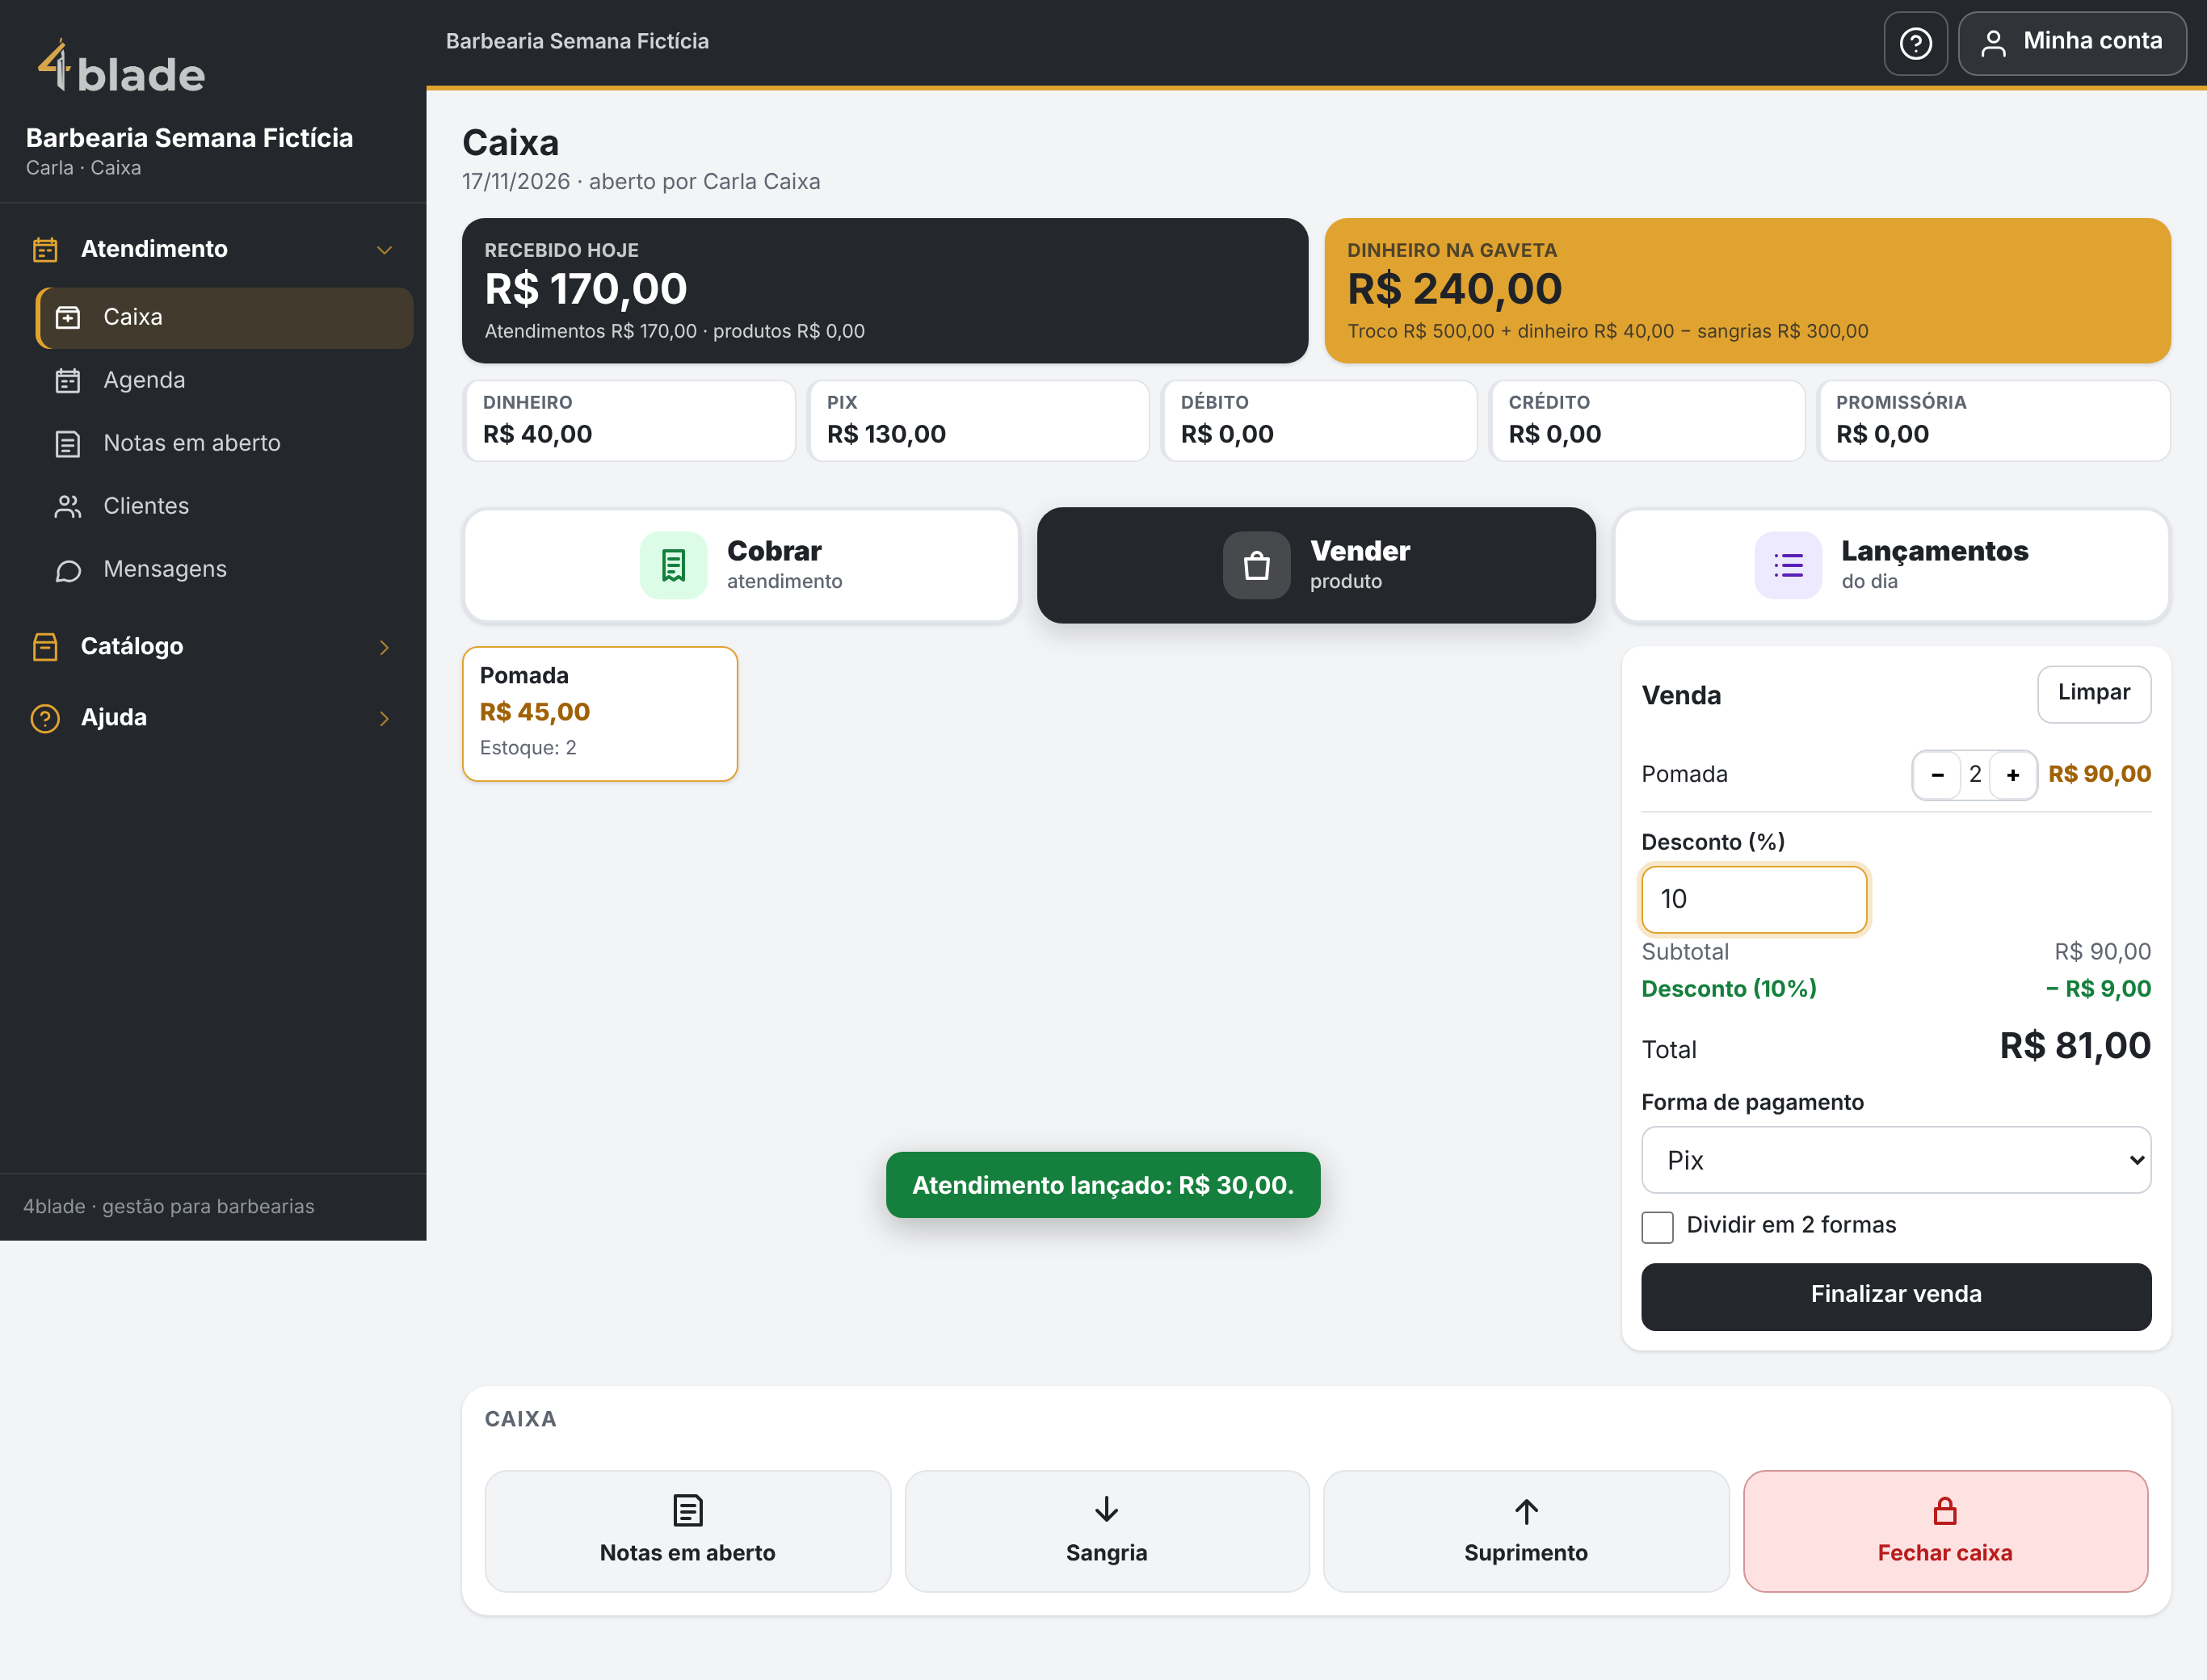 4blade
Barbearia Semana Fictícia
Carla · Caixa
Atendimento
Caixa
Agenda
Notas em aberto
Clientes
Mensagens
Catálogo
Ajuda
4blade · gestão para barbearias
Barbearia Semana Fictícia
Minha conta
Caixa
17/11/2026 · aberto por Carla Caixa
RECEBIDO HOJE
R$ 170,00
Atendimentos R$ 170,00 · produtos R$ 0,00
DINHEIRO NA GAVETA
R$ 240,00
Troco R$ 500,00 + dinheiro R$ 40,00 − sangrias R$ 300,00
DINHEIRO
R$ 40,00
PIX
R$ 130,00
DÉBITO
R$ 0,00
CRÉDITO
R$ 0,00
PROMISSÓRIA
R$ 0,00
Cobrar
atendimento
Vender
produto
Lançamentos
do dia
Pomada
R$ 45,00
Estoque: 2
Venda
Limpar
Pomada − 2 + R$ 90,00
Desconto (%)
10
Subtotal R$ 90,00
Desconto (10%) − R$ 9,00
Total R$ 81,00
Forma de pagamento
Pix
Dividir em 2 formas
Finalizar venda
Atendimento lançado: R$ 30,00.
CAIXA
Notas em aberto
Sangria
Suprimento
Fechar caixa